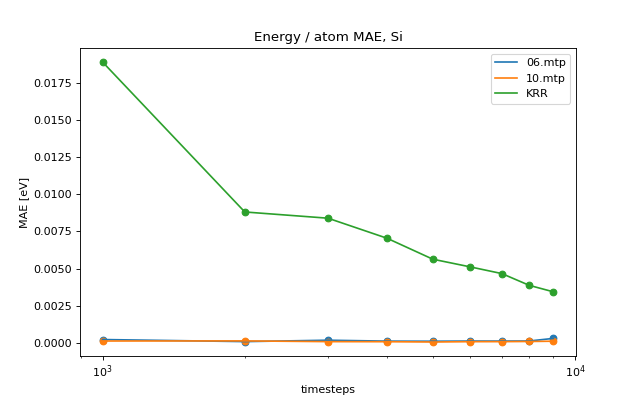 Energy / atom MAE, Si
06.mtp
10.mtp
KRR
MAE [eV]
0.0175
0.0150
0.0125
0.0100
0.0075
0.0050
0.0025
0.0000
10³
10⁴
timesteps